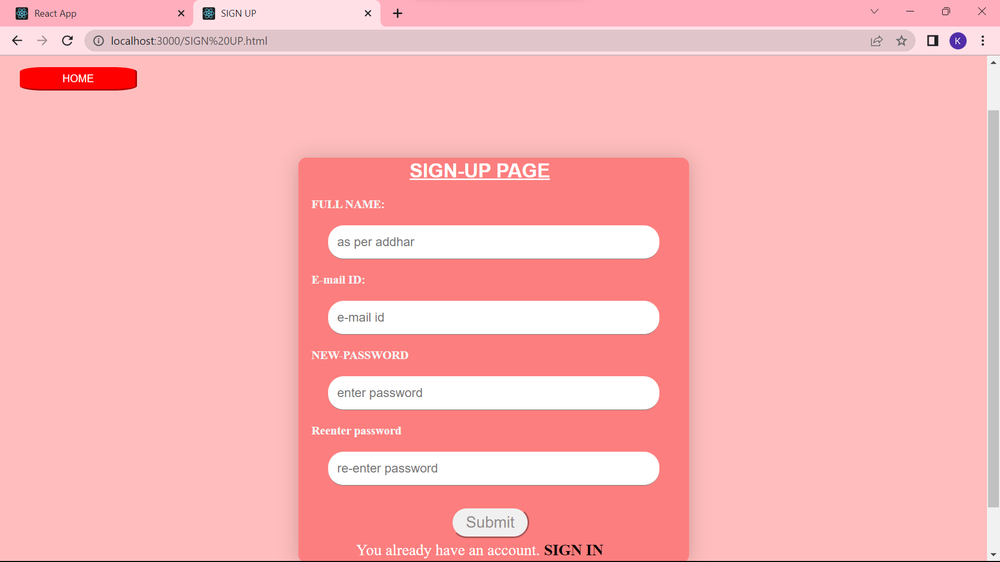 React App
SIGN UP
localhost:3000/SIGN%20UP.html
K
HOME
SIGN-UP PAGE
FULL NAME:
as per addhar
E-mail ID:
e-mail id
NEW-PASSWORD
enter password
Reenter password
re-enter password
Submit
You already have an account. SIGN IN